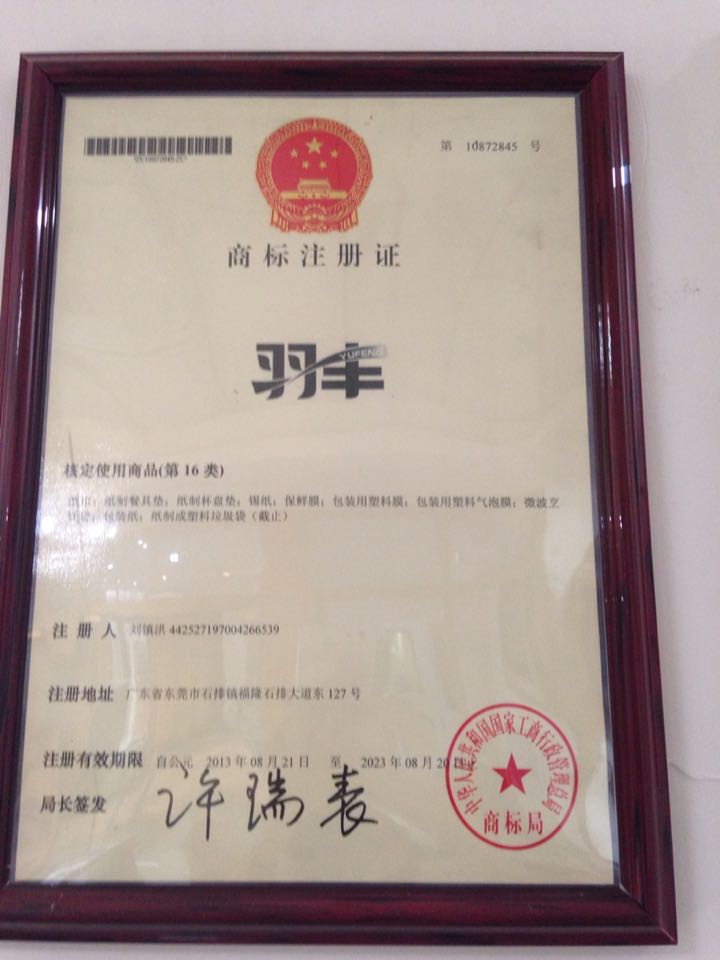 第 10872845 号
商标注册证
羽丰
YUFENG
核定使用商品(第 16 类)
纸巾；纸制餐具垫；纸制杯盘垫；锡纸；保鲜膜；包装用塑料膜；包装用塑料气泡膜；微波烹
包装纸；纸制或塑料垃圾袋（截止）
注 册 人 刘镇洪 442527197004266539
注册地址 广东省东莞市石排镇福隆石排大道东 127 号
注册有效期限 自公元 2013 年 08 月 21 日 至 2023 年 08 月 20 日止
局长签发 许瑞表
中华人民共和国国家工商行政管理总局
商标局